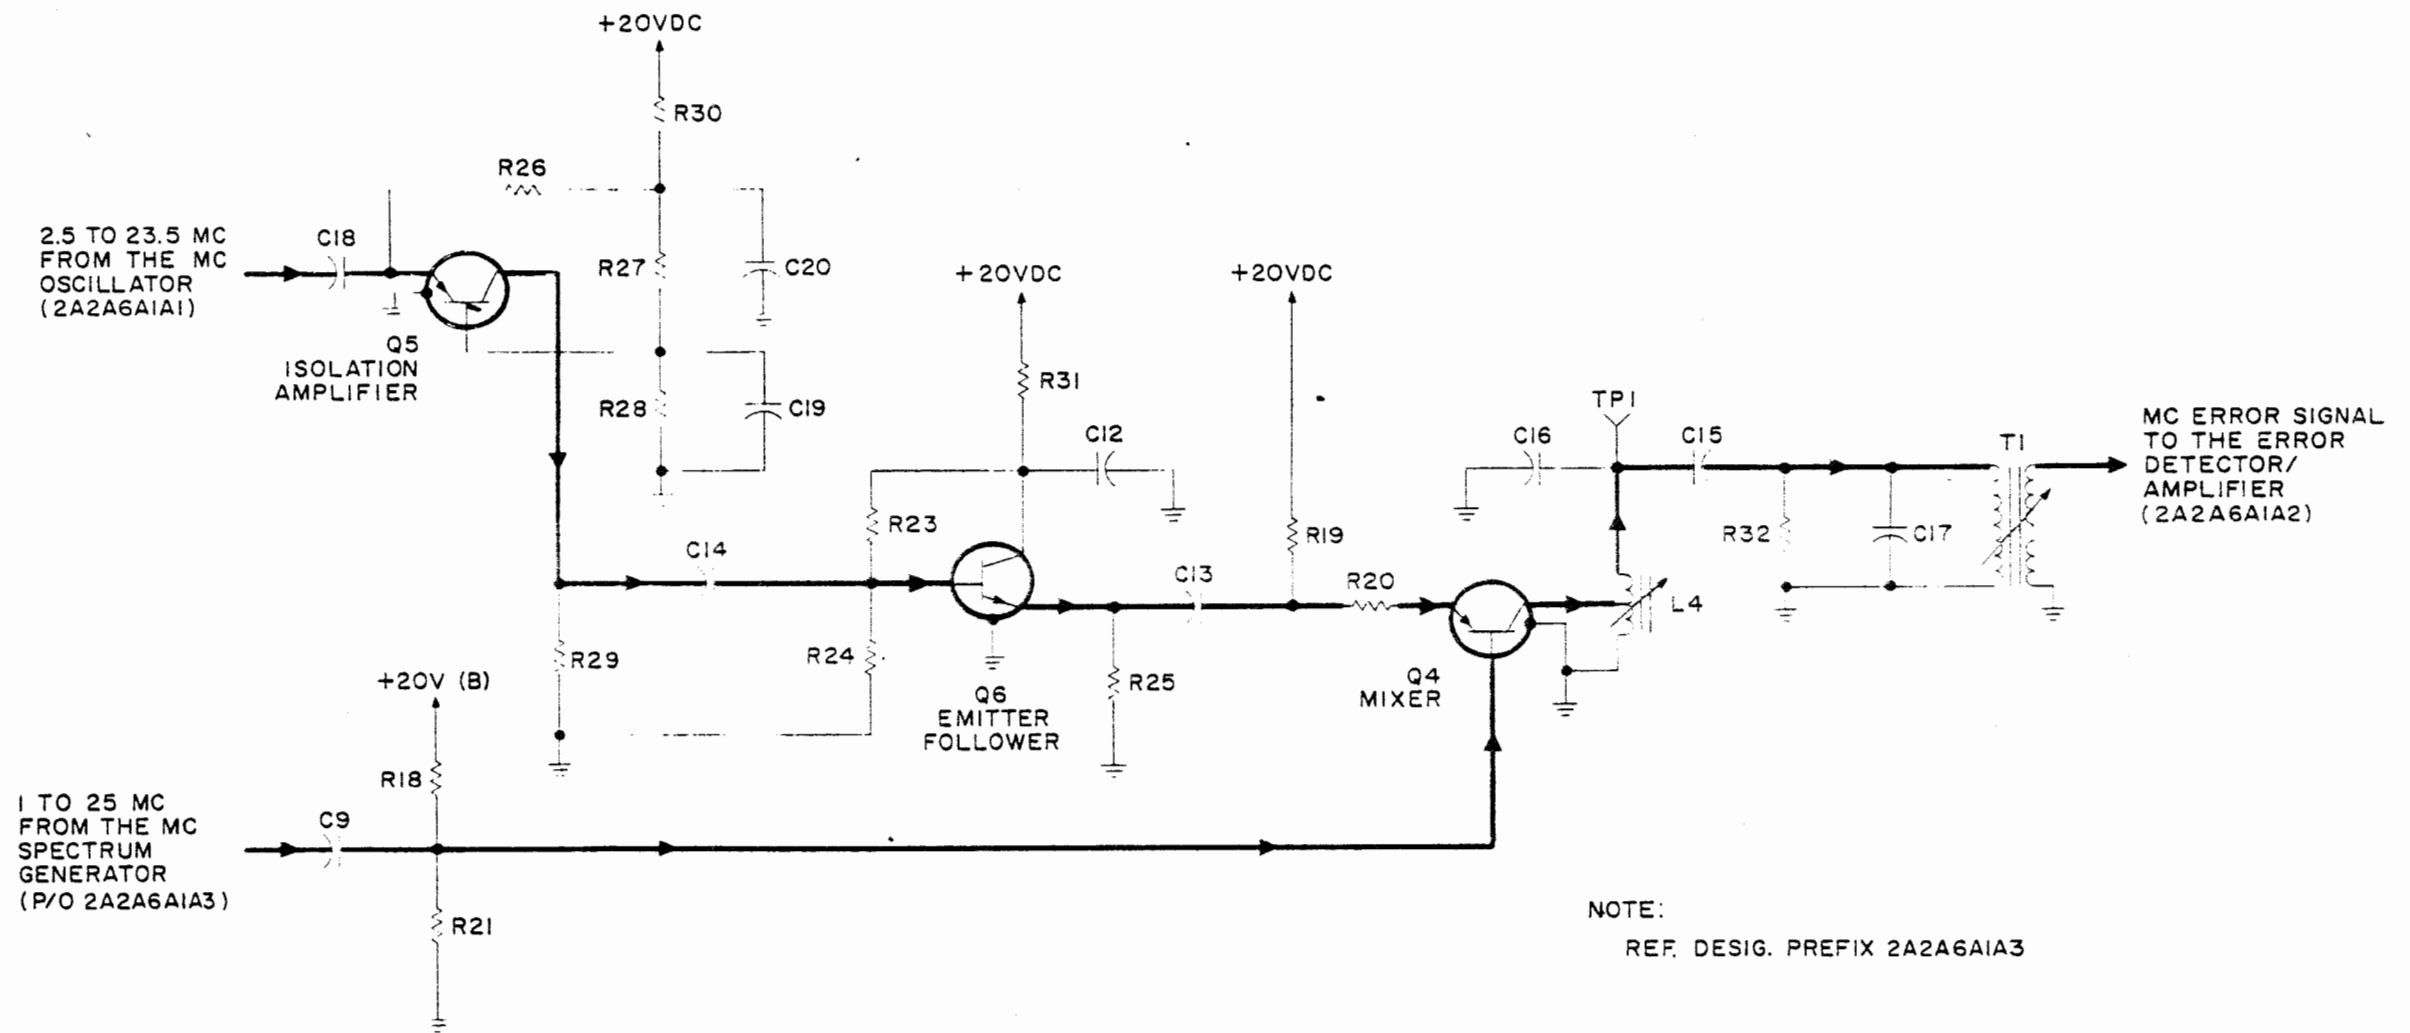 +20VDC
R30
R26
2.5 TO 23.5 MC
FROM THE MC
OSCILLATOR
(2A2A6A1A1)
C18
R27
C20
Q5
ISOLATION
AMPLIFIER
R28
C19
+20VDC
+20VDC
R31
C12
R23
C14
R19
C13
R20
R29
R24
Q6
EMITTER
FOLLOWER
R25
TP1
C16
C15
T1
R32
C17
L4
Q4
MIXER
MC ERROR SIGNAL
TO THE ERROR
DETECTOR/
AMPLIFIER
(2A2A6A1A2)
+20V (B)
R18
1 TO 25 MC
FROM THE MC
SPECTRUM
GENERATOR
(P/O 2A2A6A1A3)
C9
R21
NOTE:
REF. DESIG. PREFIX 2A2A6A1A3